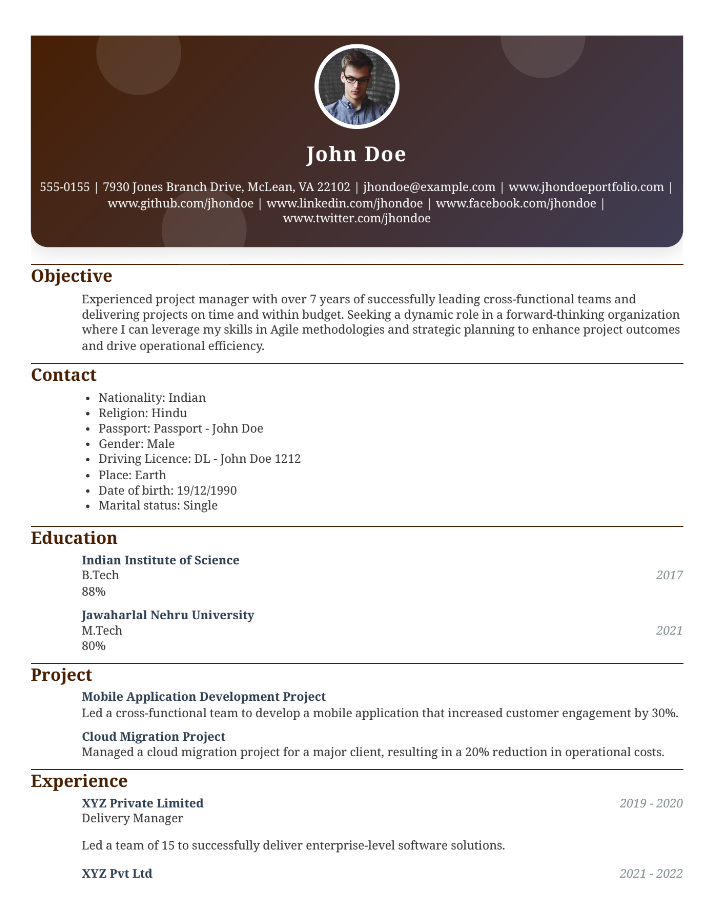 John Doe
555-0155 | 7930 Jones Branch Drive, McLean, VA 22102 | jhondoe@example.com | www.jhondoeportfolio.com |
www.github.com/jhondoe | www.linkedin.com/jhondoe | www.facebook.com/jhondoe |
www.twitter.com/jhondoe
Objective
Experienced project manager with over 7 years of successfully leading cross-functional teams and
delivering projects on time and within budget. Seeking a dynamic role in a forward-thinking organization
where I can leverage my skills in Agile methodologies and strategic planning to enhance project outcomes
and drive operational efficiency.
Contact
• Nationality: Indian
• Religion: Hindu
• Passport: Passport - John Doe
• Gender: Male
• Driving Licence: DL - John Doe 1212
• Place: Earth
• Date of birth: 19/12/1990
• Marital status: Single
Education
Indian Institute of Science
B.Tech 2017
88%
Jawaharlal Nehru University
M.Tech 2021
80%
Project
Mobile Application Development Project
Led a cross-functional team to develop a mobile application that increased customer engagement by 30%.
Cloud Migration Project
Managed a cloud migration project for a major client, resulting in a 20% reduction in operational costs.
Experience
XYZ Private Limited 2019 - 2020
Delivery Manager
Led a team of 15 to successfully deliver enterprise-level software solutions.
XYZ Pvt Ltd 2021 - 2022